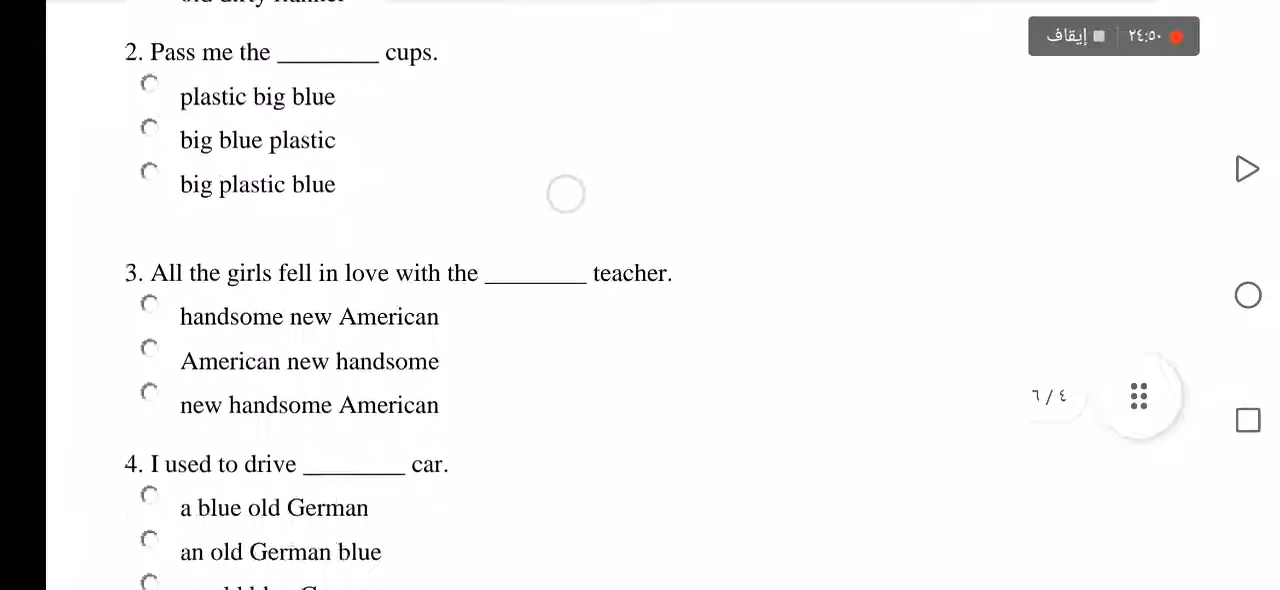 2. Pass me the ________ cups.
plastic big blue
big blue plastic
big plastic blue
3. All the girls fell in love with the ________ teacher.
handsome new American
American new handsome
new handsome American
4. I used to drive ________ car.
a blue old German
an old German blue
٢٤:٥٠ إيقاف
٦ / ٤